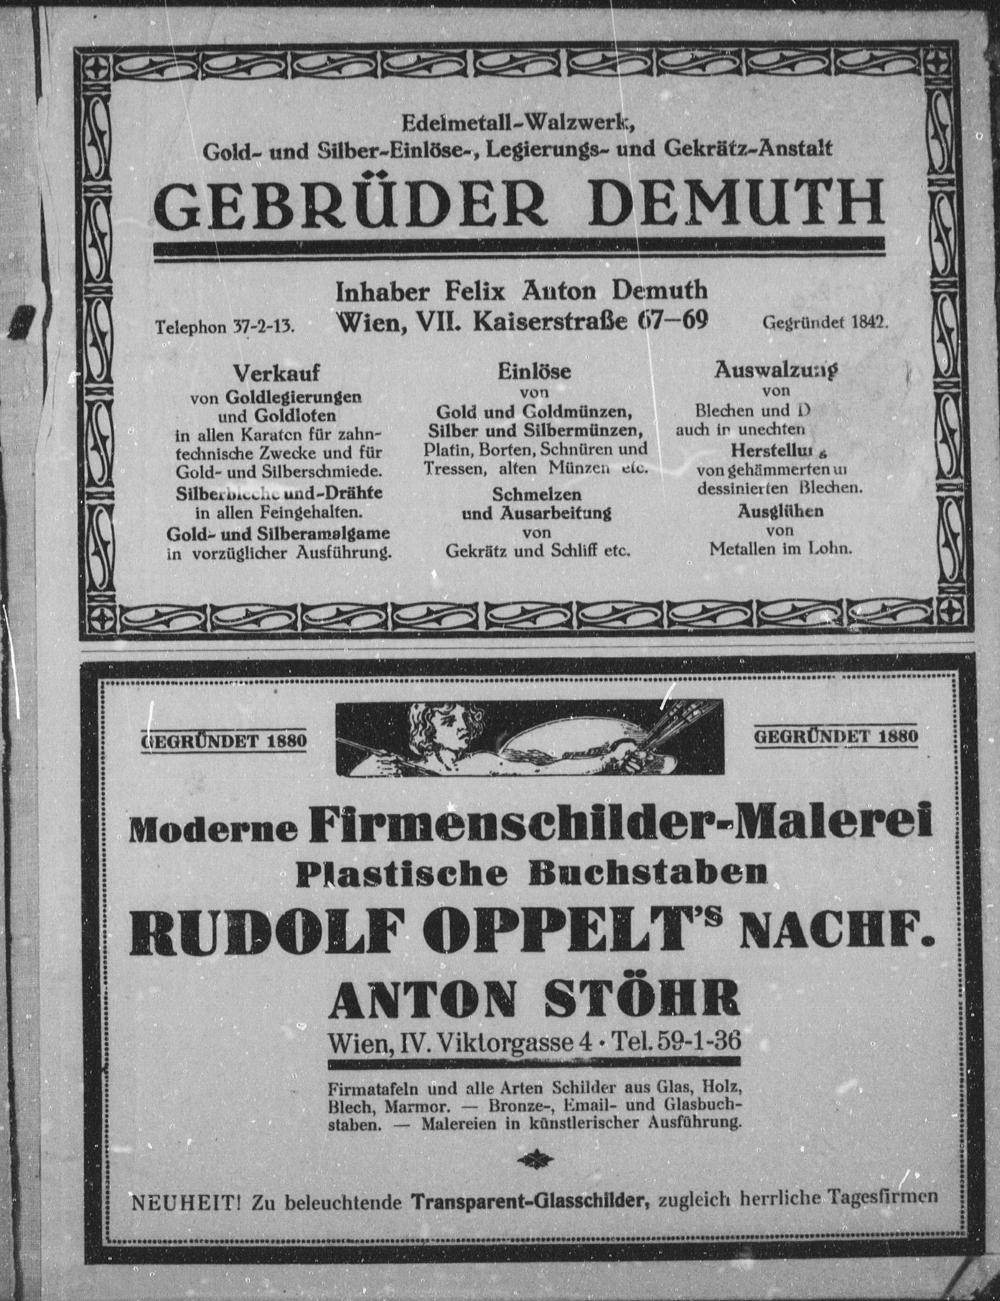 Edelmetall-Walzwerk,
Gold- und Silber-Einlöse-, Legierungs- und Gekrätz-Anstalt
GEBRÜDER DEMUTH
Inhaber Felix Anton Demuth
Telephon 37-2-13. Wien, VII. Kaiserstraße 67—69 Gegründet 1842.
Verkauf
von Goldlegierungen
und Goldloten
in allen Karaten für zahn-
technische Zwecke und für
Gold- und Silberschmiede.
Silberbleche und -Drähte
in allen Feingehalten.
Gold- und Silberamalgame
in vorzüglicher Ausführung.
Einlöse
von
Gold und Goldmünzen,
Silber und Silbermünzen,
Platin, Borten, Schnüren und
Tressen, alten Münzen etc.
Schmelzen
und Ausarbeitung
von
Gekrätz und Schliff etc.
Auswalzung
von
Blechen und D
auch in unechten
Herstellung
von gehämmerten u
dessinierten Blechen.
Ausglühen
von
Metallen im Lohn.
GEGRÜNDET 1880 GEGRÜNDET 1880
Moderne Firmenschilder-Malerei
Plastische Buchstaben
RUDOLF OPPELT'S NACHF.
ANTON STÖHR
Wien, IV. Viktorgasse 4 · Tel. 59-1-36
Firmatafeln und alle Arten Schilder aus Glas, Holz,
Blech, Marmor. — Bronze-, Email- und Glasbuch-
staben. — Malereien in künstlerischer Ausführung.
NEUHEIT! Zu beleuchtende Transparent-Glasschilder, zugleich herrliche Tagesfirmen